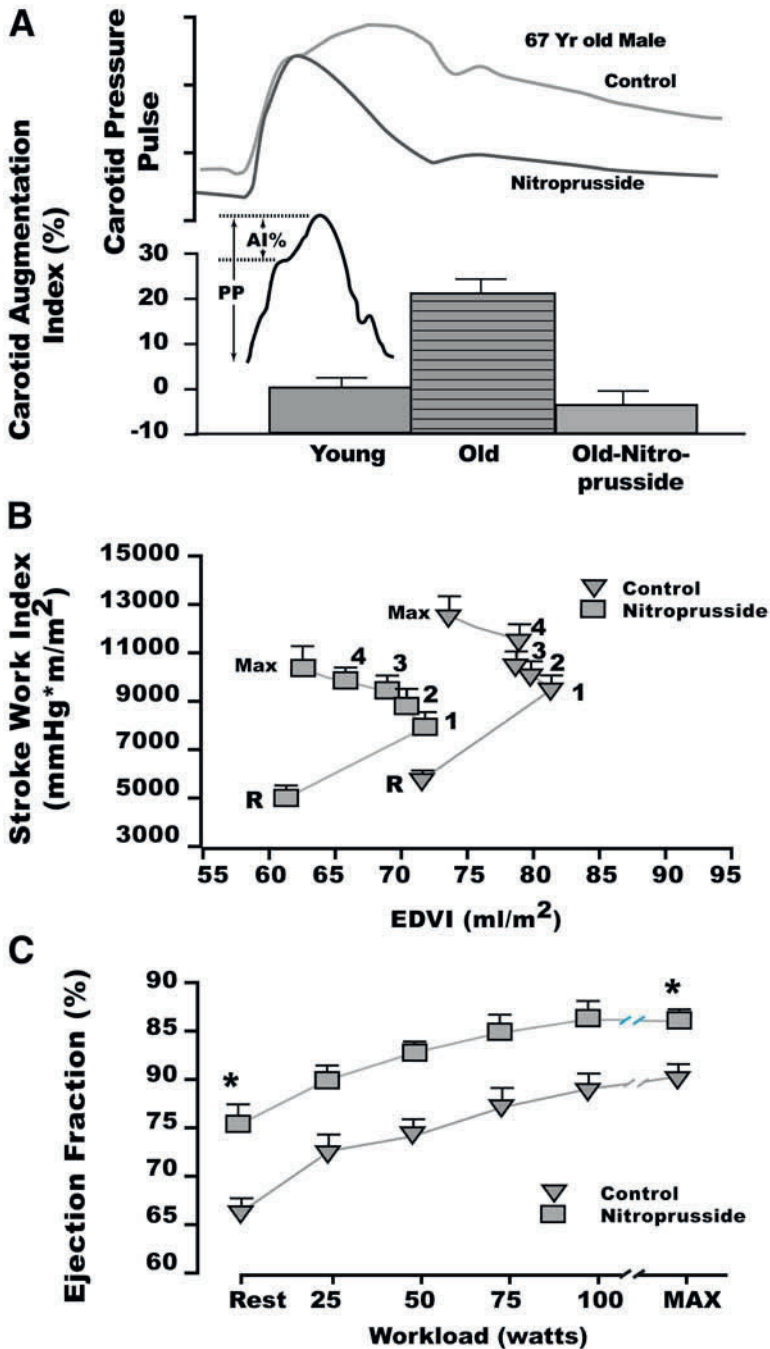 A
67 Yr old Male
Control
Nitroprusside
Carotid Pressure
Pulse
Carotid Augmentation
Index (%)
30
20
10
0
-10
AI%
PP
Young
Old
Old-Nitro-
prusside
B
Stroke Work Index
(mmHg*m/m²)
15000
13000
11000
9000
7000
5000
3000
Control
Nitroprusside
Max
4
3
2
1
R
Max
4
3
2
1
R
55 60 65 70 75 80 85 90 95
EDVI (ml/m²)
C
Ejection Fraction (%)
90
85
90
75
70
65
60
*
*
Control
Nitroprusside
Rest 25 50 75 100 MAX
Workload (watts)